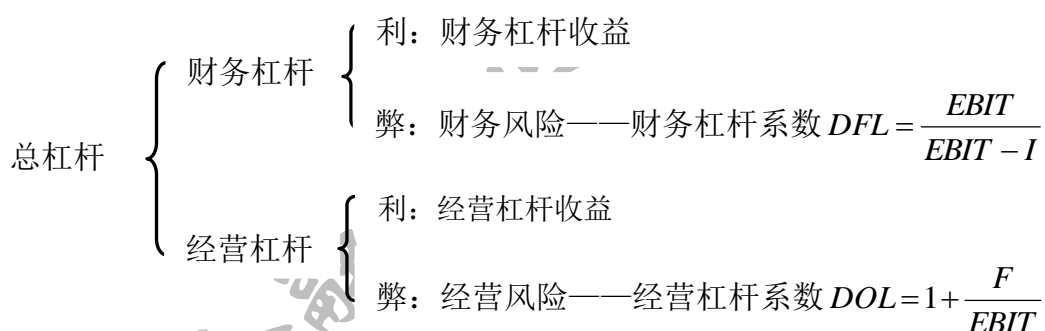 利：财务杠杆收益
财务杠杆
弊：财务风险——财务杠杆系数 DFL = EBIT / (EBIT − I)
总杠杆
利：经营杠杆收益
经营杠杆
弊：经营风险——经营杠杆系数 DOL = 1 + F / EBIT